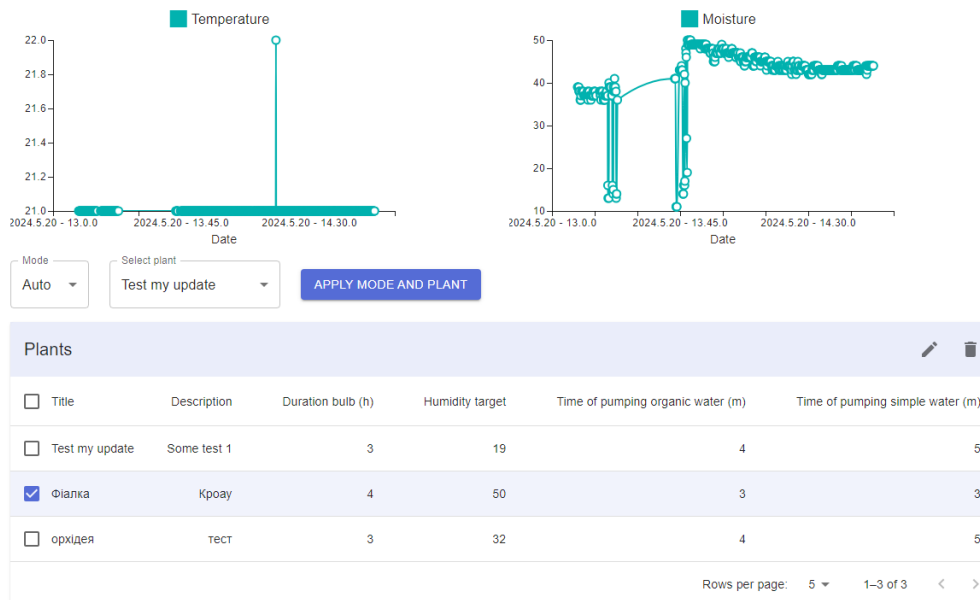 Temperature
22.0
21.8
21.6
21.4
21.2
21.0
2024.5.20 - 13.0.0 2024.5.20 - 13.45.0 2024.5.20 - 14.30.0
Date
Moisture
50
40
30
20
10
2024.5.20 - 13.0.0 2024.5.20 - 13.45.0 2024.5.20 - 14.30.0
Date
Mode Select plant
Auto Test my update APPLY MODE AND PLANT
Plants
Title Description Duration bulb (h) Humidity target Time of pumping organic water (m) Time of pumping simple water (m)
Test my update Some test 1 3 19 4 5
Фіалка Кроау 4 50 3 3
орхідея тест 3 32 4 5
Rows per page: 5 1–3 of 3